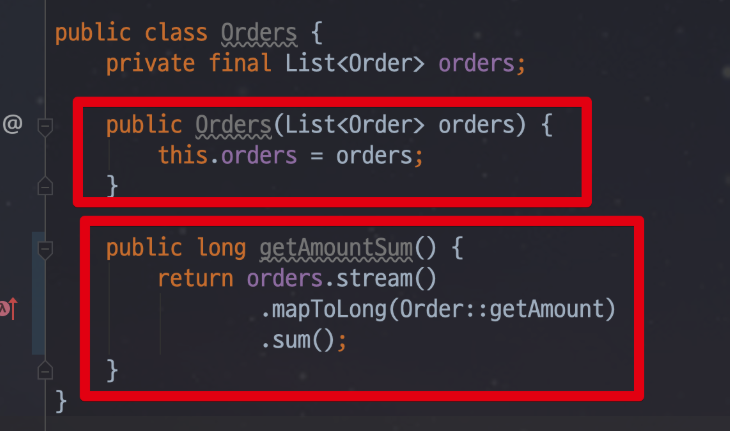 public class Orders {
private final List<Order> orders;
@
public Orders(List<Order> orders) {
this.orders = orders;
}
public long getAmountSum() {
return orders.stream()
.mapToLong(Order::getAmount)
.sum();
}
}